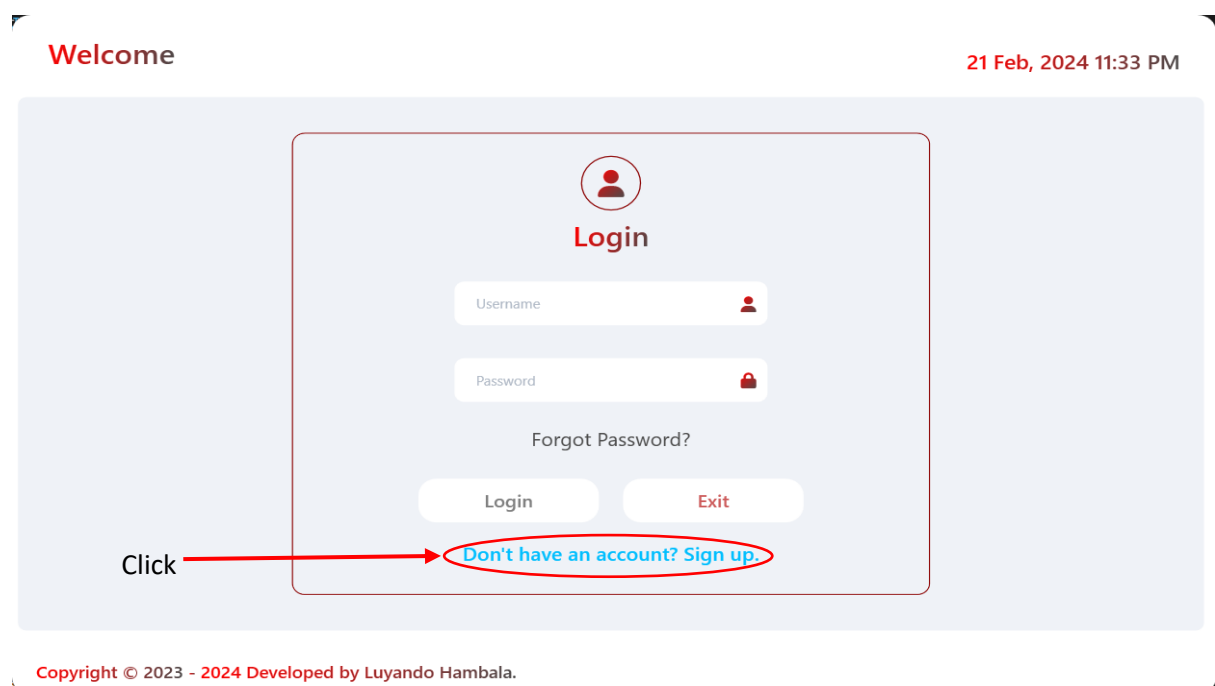 Welcome
21 Feb, 2024 11:33 PM
Login
Username
Password
Forgot Password?
Login
Exit
Click
Don't have an account? Sign up.
Copyright © 2023 - 2024 Developed by Luyando Hambala.